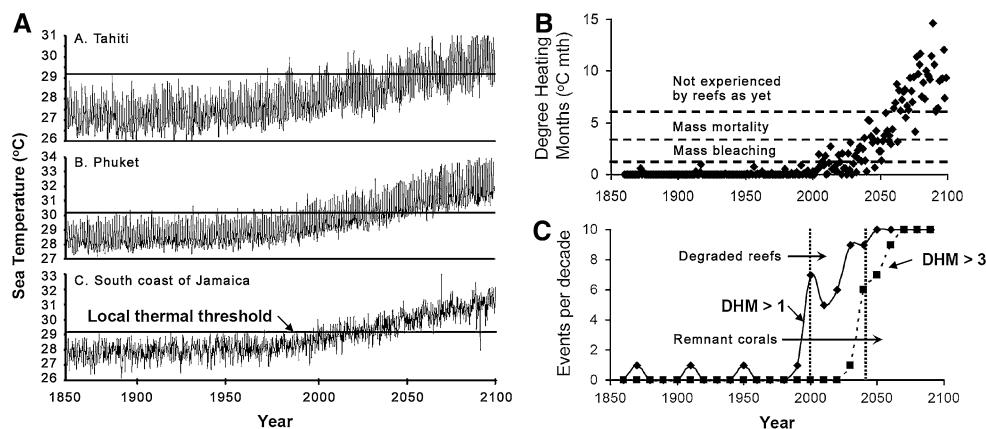 A
A. Tahiti
31
30
29
28
27
26
B. Phuket
34
33
32
31
30
29
28
27
C. South coast of Jamaica
Local thermal threshold
33
32
31
30
29
28
26
26
Sea Temperature (ºC)
1850 1900 1950 2000 2050 2100
Year
B
15
10
5
0
Degree Heating
Months (ºC mth)
Not experienced
by reefs as yet
Mass mortality
Mass bleaching
1850 1900 1950 2000 2050 2100
C
10
8
6
4
2
0
Events per decade
Degraded reefs
DHM > 3
DHM > 1
Remnant corals
1850 1900 1950 2000 2050 2100
Year